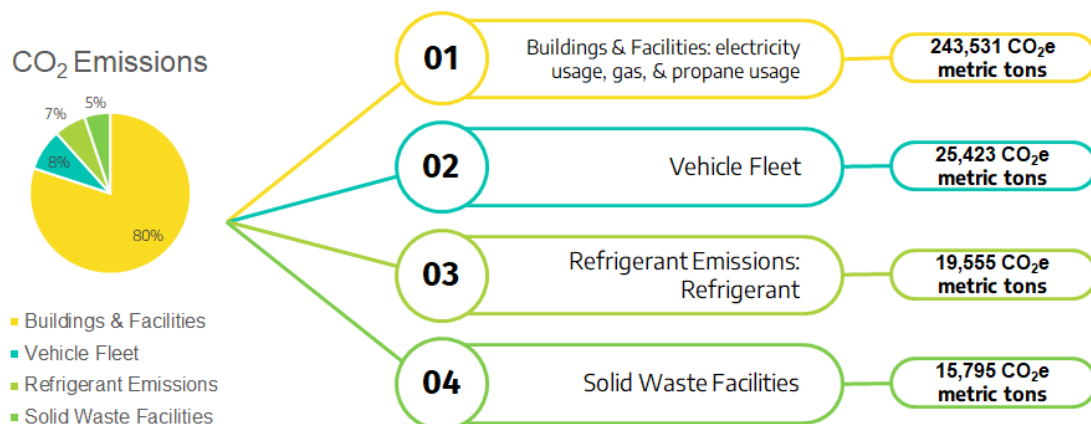 CO₂ Emissions
5%
7%
8%
80%
Buildings & Facilities
Vehicle Fleet
Refrigerant Emissions
Solid Waste Facilities
01
Buildings & Facilities: electricity
usage, gas, & propane usage
243,531 CO₂e
metric tons
02
Vehicle Fleet
25,423 CO₂e
metric tons
03
Refrigerant Emissions:
Refrigerant
19,555 CO₂e
metric tons
04
Solid Waste Facilities
15,795 CO₂e
metric tons